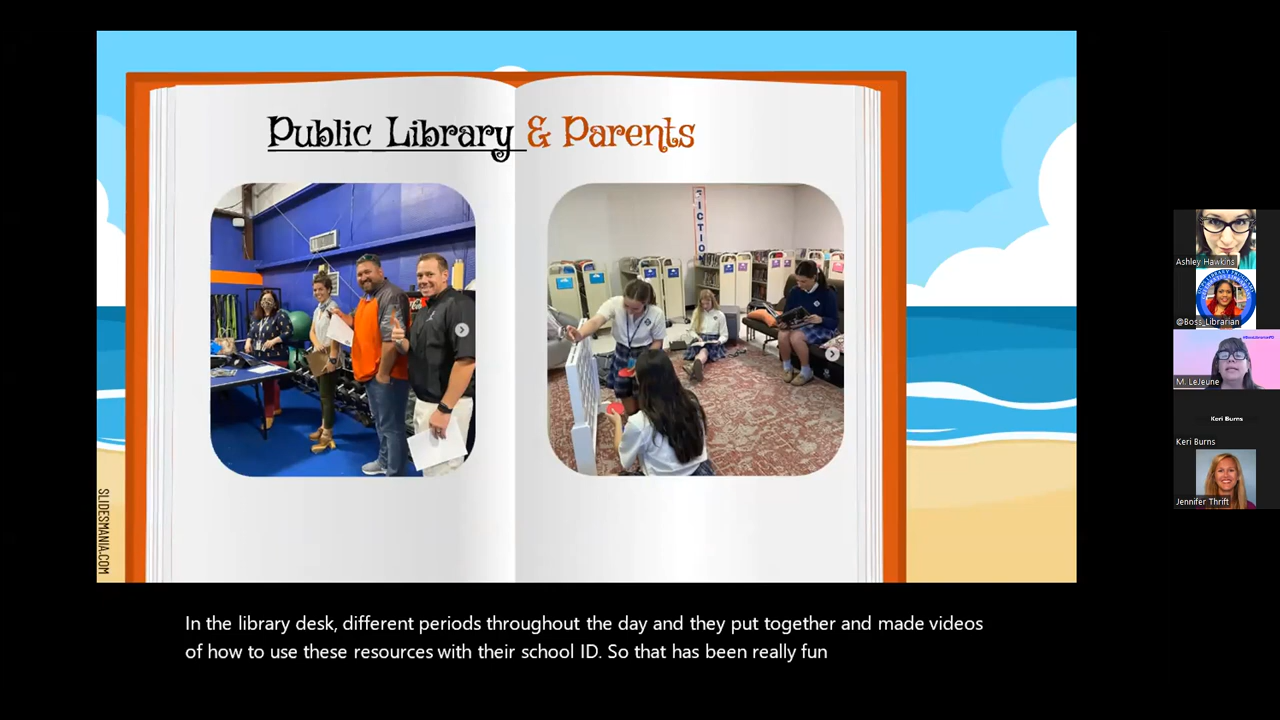 Public Library & Parents
FICTIO
SLIDESMANIA.COM
Ashley Hawkins
@Boss_Librarian
M. LeJeune
Keri Burns
Keri Burns
Jennifer Thrift
In the library desk, different periods throughout the day and they put together and made videos
of how to use these resources with their school ID. So that has been really fun